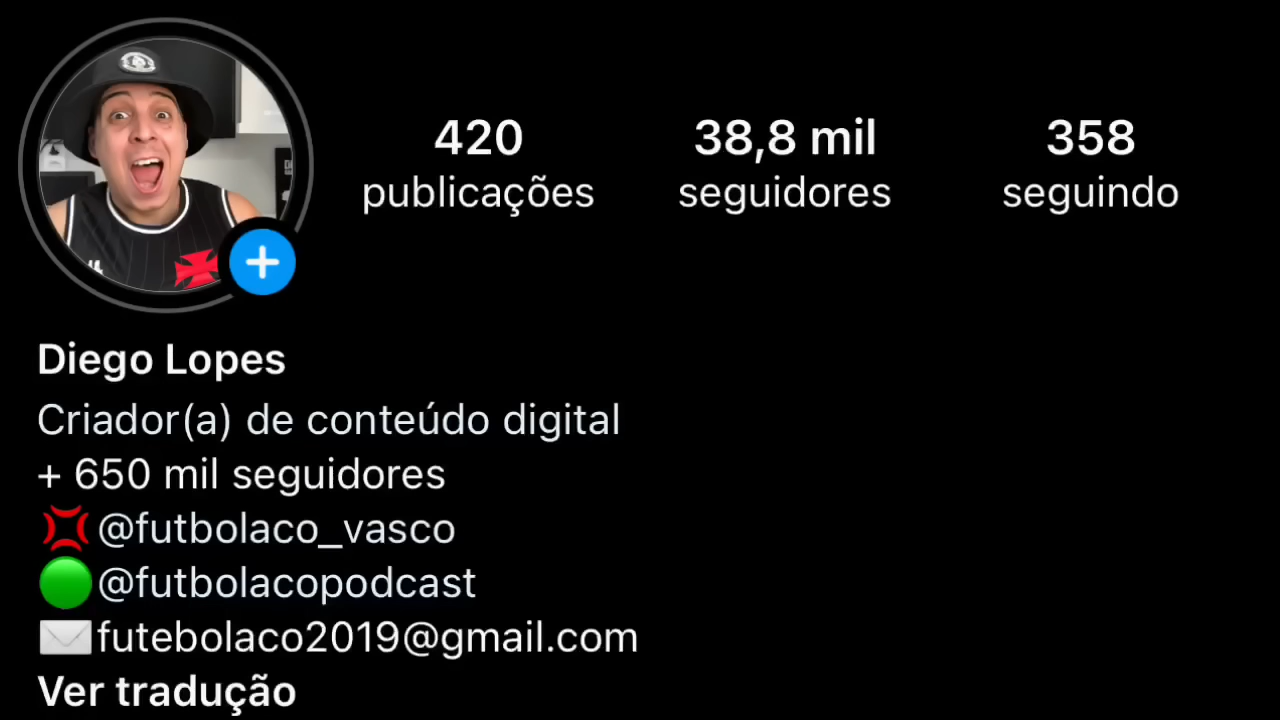 420
publicações
38,8 mil
seguidores
358
seguindo
Diego Lopes
Criador(a) de conteúdo digital
+ 650 mil seguidores
💢@futbolaco_vasco
🟢@futbolacopodcast
✉️futebolaco2019@gmail.com
Ver tradução